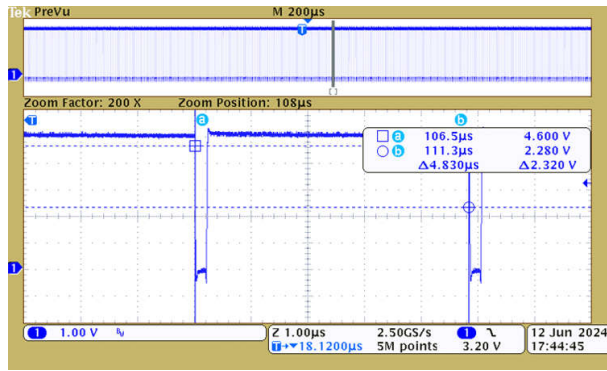 Tek PreVu M 200µs
T
1
Zoom Factor: 200 X Zoom Position: 108µs
T a b
a 106.5µs 4.600 V
b 111.3µs 2.280 V
Δ4.830µs Δ2.320 V
1
1 1.00 V Z 1.00µs 2.50GS/s 1 12 Jun 2024
T→▼18.1200µs 5M points 3.20 V 17:44:45